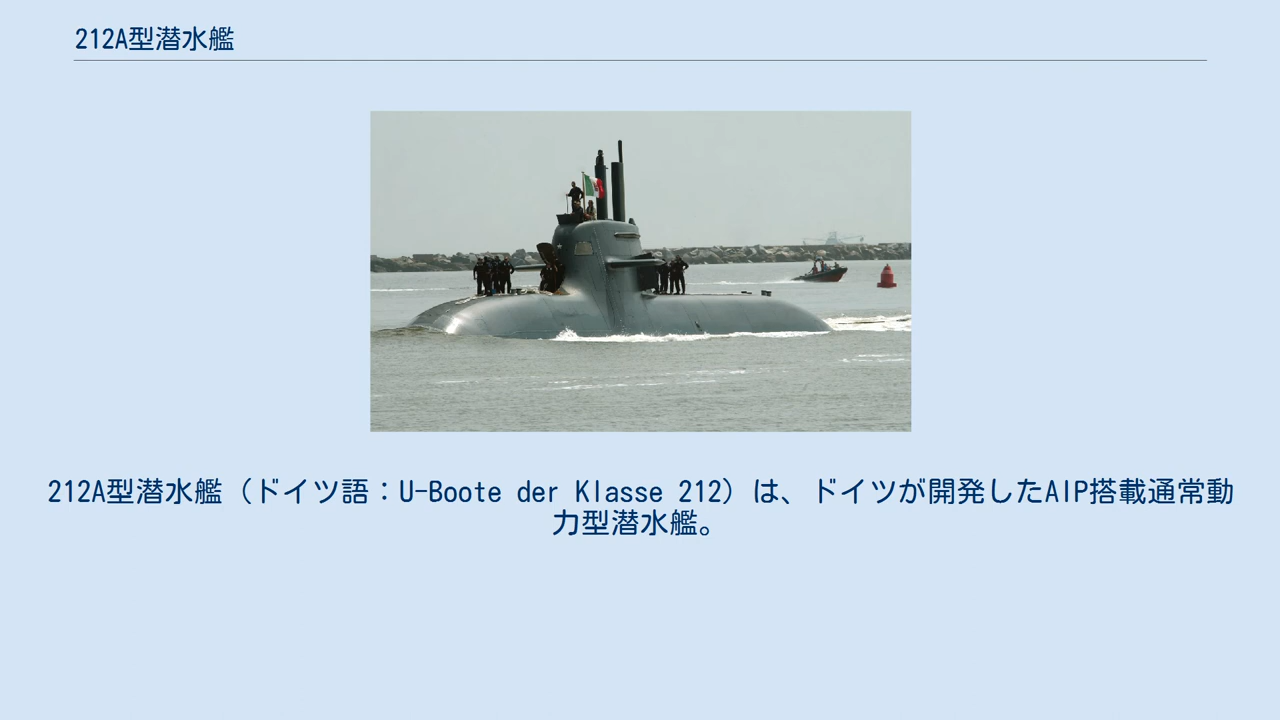 212A型潜水艦
212A型潜水艦（ドイツ語：U-Boote der Klasse 212）は、ドイツが開発したAIP搭載通常動
力型潜水艦。